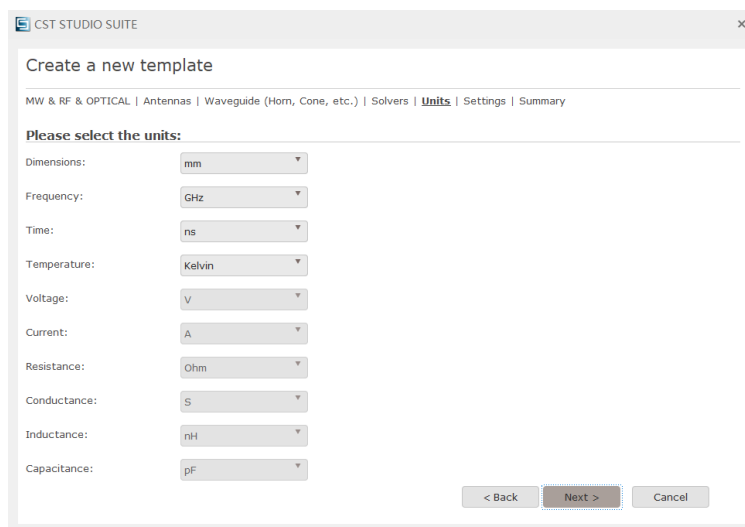 CST STUDIO SUITE
Create a new template
MW & RF & OPTICAL | Antennas | Waveguide (Horn, Cone, etc.) | Solvers | Units | Settings | Summary
Please select the units:
Dimensions: mm
Frequency: GHz
Time: ns
Temperature: Kelvin
Voltage: V
Current: A
Resistance: Ohm
Conductance: S
Inductance: nH
Capacitance: pF
< Back Next > Cancel